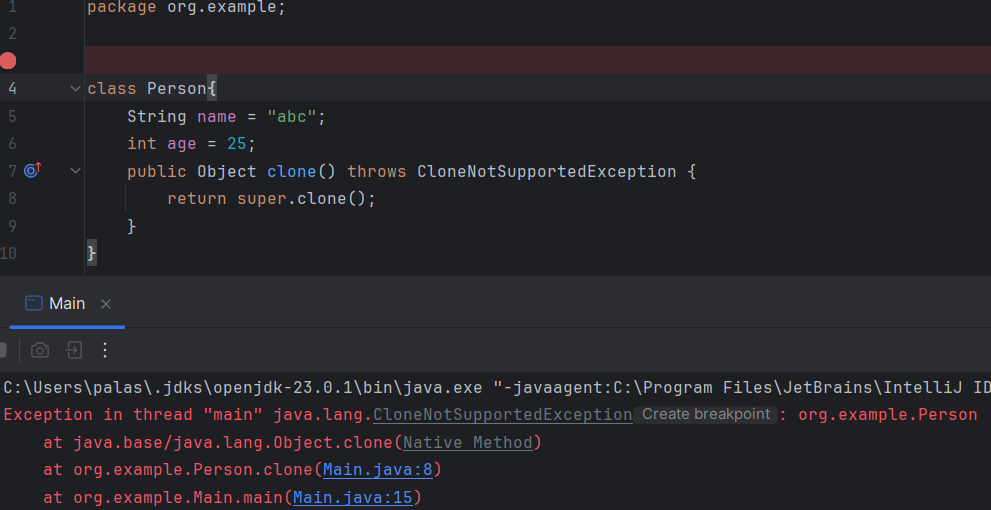 1 package org.example;
2
4 class Person{
5 String name = "abc";
6 int age = 25;
7 public Object clone() throws CloneNotSupportedException {
8 return super.clone();
9 }
10 }
Main
C:\Users\palas\.jdks\openjdk-23.0.1\bin\java.exe "-javaagent:C:\Program Files\JetBrains\IntelliJ ID
Exception in thread "main" java.lang.CloneNotSupportedException Create breakpoint : org.example.Person
at java.base/java.lang.Object.clone(Native Method)
at org.example.Person.clone(Main.java:8)
at org.example.Main.main(Main.java:15)